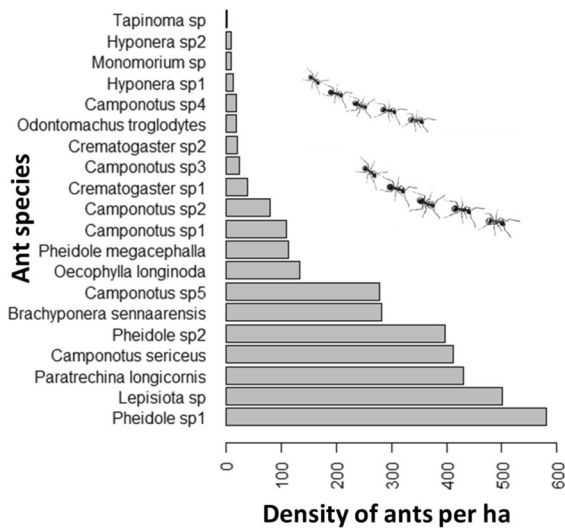 Tapinoma sp
Hyponera sp2
Monomorium sp
Hyponera sp1
Camponotus sp4
Odontomachus troglodytes
Crematogaster sp2
Camponotus sp3
Crematogaster sp1
Camponotus sp2
Camponotus sp1
Pheidole megacephalla
Oecophylla longinoda
Camponotus sp5
Brachyponera sennaarensis
Pheidole sp2
Camponotus sericeus
Paratrechina longicornis
Lepisiota sp
Pheidole sp1
Ant species
0
100
200
300
400
500
600
Density of ants per ha